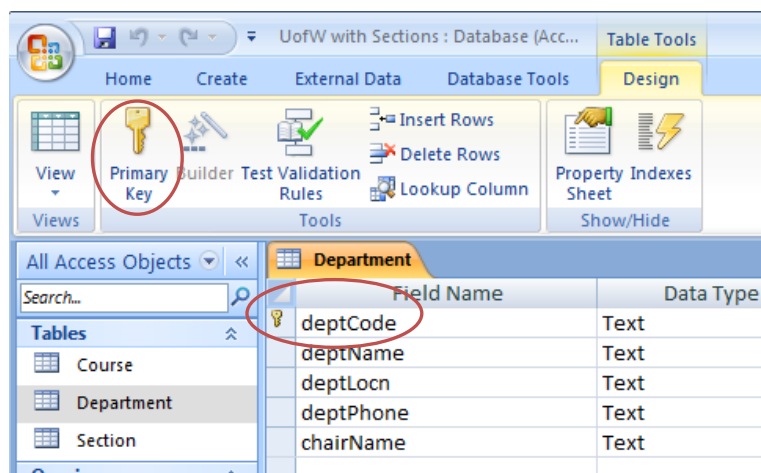 UofW with Sections : Database (Acc...
Table Tools
Home Create External Data Database Tools Design
View
Primary Key
Builder
Test Validation Rules
Insert Rows
Delete Rows
Lookup Column
Property Sheet
Indexes
Views Tools Show/Hide
All Access Objects «
Department
Search...
Field Name Data Type
Tables
Course
Department
Section
deptCode Text
deptName Text
deptLocn Text
deptPhone Text
chairName Text